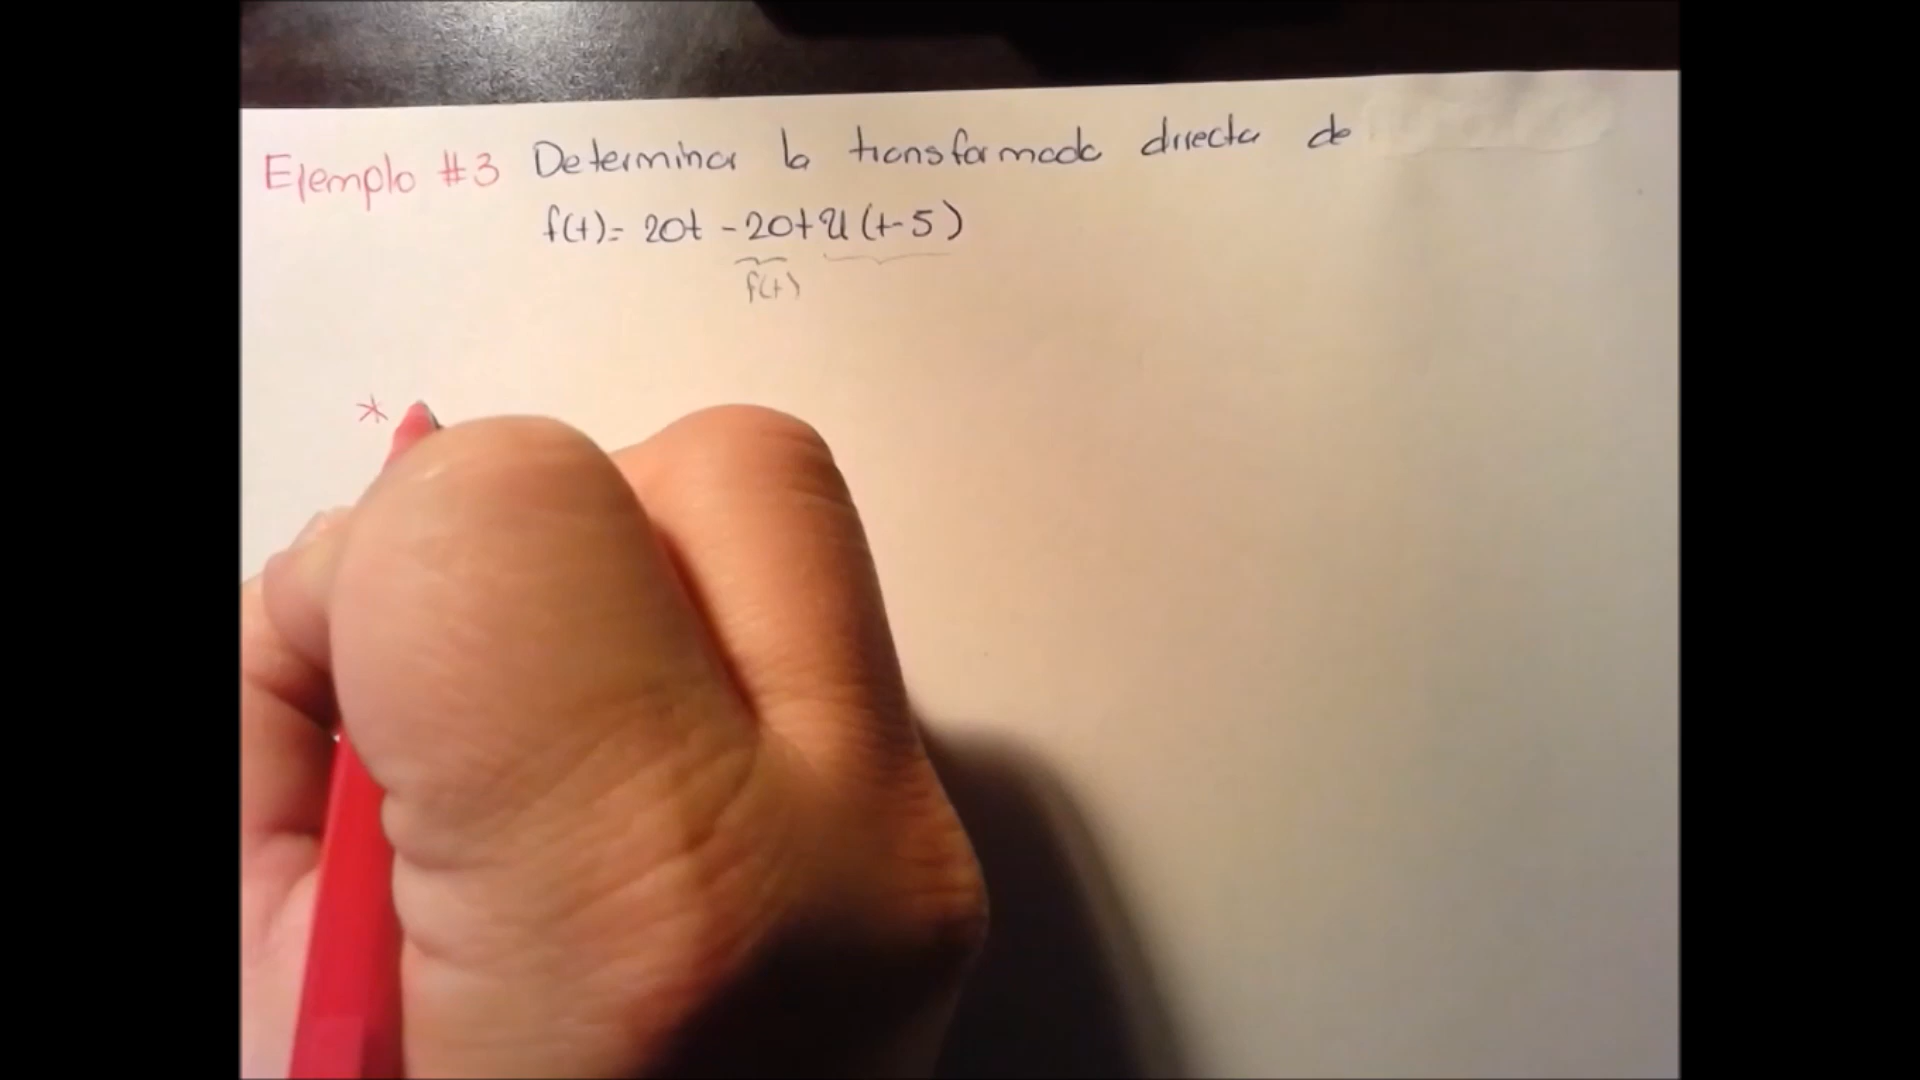 Ejemplo #3 Determinar la transformada directa de
f(t)= 20t - 20t U (t-5)
f(t)
*